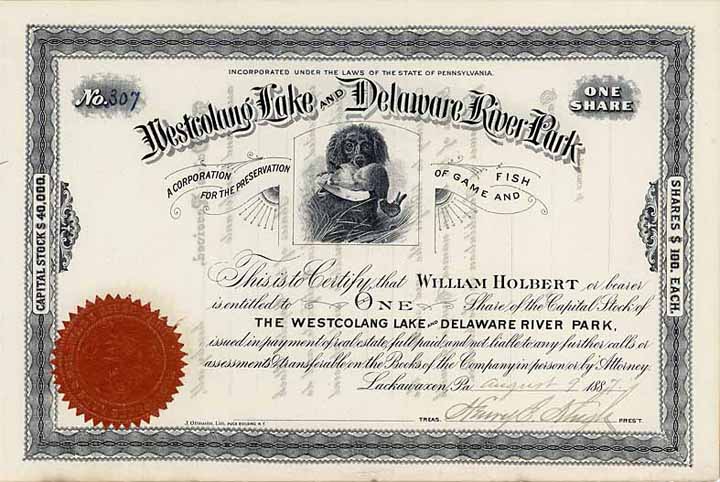 INCORPORATED UNDER THE LAWS OF THE STATE OF PENNSYLVANIA.
No. 307
ONE SHARE
Westcolang Lake AND Delaware River Park
A CORPORATION FOR THE PRESERVATION
OF GAME AND FISH
CAPITAL STOCK $40,000.
SHARES $100. EACH.
This is to Certify, that WILLIAM HOLBERT or bearer
is entitled to ONE Share of the Capital Stock of
THE WESTCOLANG LAKE AND DELAWARE RIVER PARK,
issued in payment of real estate, full paid and not liable to any further calls or
assessments & transferable on the Books of the Company in person or by Attorney.
Lackawaxen, Pa. August 9 1887
TREAS.
PRES'T.
J. Ottmann, Lith. PUCK BUILDING N.Y.